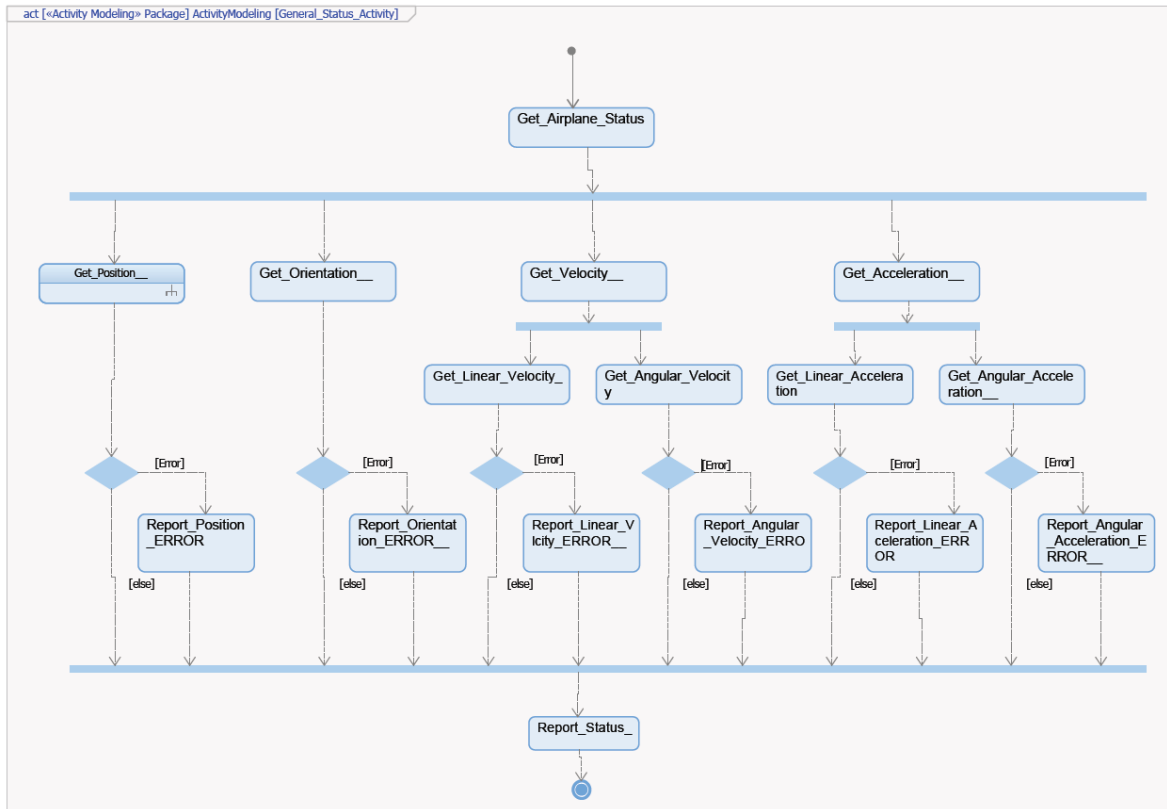 act [«Activity Modeling» Package] ActivityModeling [General_Status_Activity]
Get_Airplane_Status
Get_Position__
Get_Orientation__
Get_Velocity__
Get_Acceleration__
Get_Linear_Velocity_
Get_Angular_Velocit
y
Get_Linear_Accelera
tion
Get_Angular_Accele
ration__
[Error]
[Error]
[Error]
[Error]
[Error]
[Error]
Report_Position
_ERROR
Report_Orientat
ion_ERROR__
Report_Linear_V
lcity_ERROR__
Report_Angular
_Velocity_ERRO
Report_Linear_A
celeration_ERR
OR
Report_Angular
_Acceleration_E
RROR__
[else]
[else]
[else]
[else]
[else]
[else]
Report_Status_